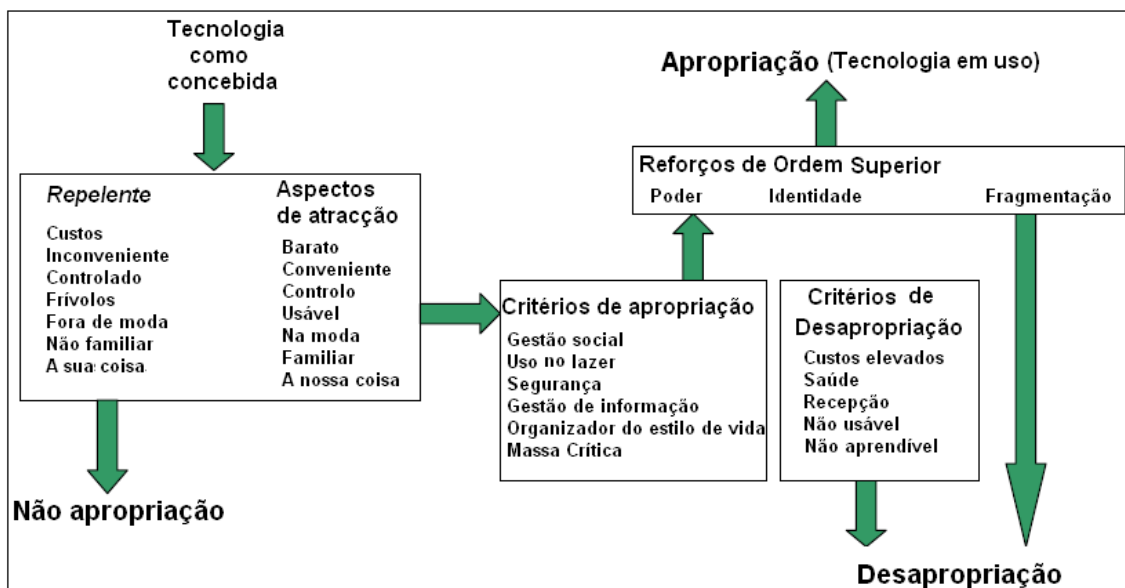 Tecnologia
como
concebida
Repelente
Custos
Inconveniente
Controlado
Frívolos
Fora de moda
Não familiar
A sua coisa
Aspectos
de atracção
Barato
Conveniente
Controlo
Usável
Na moda
Familiar
A nossa coisa
Não apropriação
Critérios de apropriação
Gestão social
Uso no lazer
Segurança
Gestão de informação
Organizador do estilo de vida
Massa Crítica
Apropriação (Tecnologia em uso)
Reforços de Ordem Superior
Poder Identidade Fragmentação
Critérios de
Desapropriação
Custos elevados
Saúde
Recepção
Não usável
Não aprendível
Desapropriação